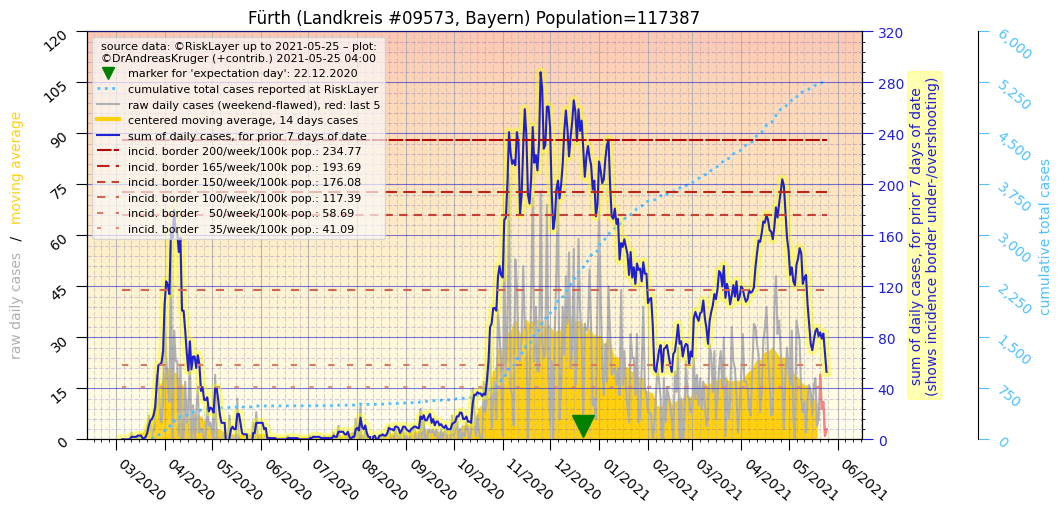 Fürth (Landkreis #09573, Bayern) Population=117387
source data: ©RiskLayer up to 2021-05-25 – plot:
©DrAndreasKruger (+contrib.) 2021-05-25 04:00
marker for 'expectation day': 22.12.2020
cumulative total cases reported at RiskLayer
raw daily cases (weekend-flawed), red: last 5
centered moving average, 14 days cases
sum of daily cases, for prior 7 days of date
incid. border 200/week/100k pop.: 234.77
incid. border 165/week/100k pop.: 193.69
incid. border 150/week/100k pop.: 176.08
incid. border 100/week/100k pop.: 117.39
incid. border   50/week/100k pop.: 58.69
incid. border   35/week/100k pop.: 41.09
raw daily cases   /   moving average
120
105
90
75
60
45
30
15
0
03/2020
04/2020
05/2020
06/2020
07/2020
08/2020
09/2020
10/2020
11/2020
12/2020
01/2021
02/2021
03/2021
04/2021
05/2021
06/2021
320
280
240
200
160
120
80
40
0
sum of daily cases, for prior 7 days of date
(shows incidence border under-/overshooting)
6,000
5,250
4,500
3,750
3,000
2,250
1,500
750
0
cumulative total cases